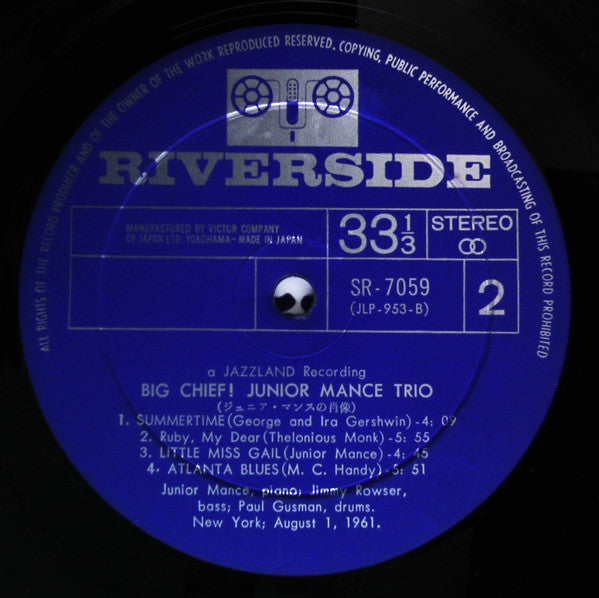 ALL RIGHTS OF THE RECORD PRODUCER AND OF THE OWNER OF THE WORK REPRODUCED RESERVED, COPYING, PUBLIC PERFORMANCE AND BROADCASTING OF THIS RECORD PROHIBITED
RIVERSIDE
MANUFACTURED BY VICTOR COMPANY
OF JAPAN LTD. YOKOHAMA-MADE IN JAPAN
33 1/3
STEREO
SR-7059
(JLP-953-B)
2
a JAZZLAND Recording
BIG CHIEF! JUNIOR MANCE TRIO
(ジュニア・マンスの肖像)
1. SUMMERTIME (George and Ira Gershwin)-4: 09
2. Ruby, My Dear (Thelonious Monk)-5: 55
3. LITTLE MISS GAIL (Junior Mance)-4: 45
4. ATLANTA BLUES (M. C. Handy)-5: 51
Junior Mance, piano; Jimmy Rowser,
bass; Paul Gusman, drums.
New York; August 1, 1961.